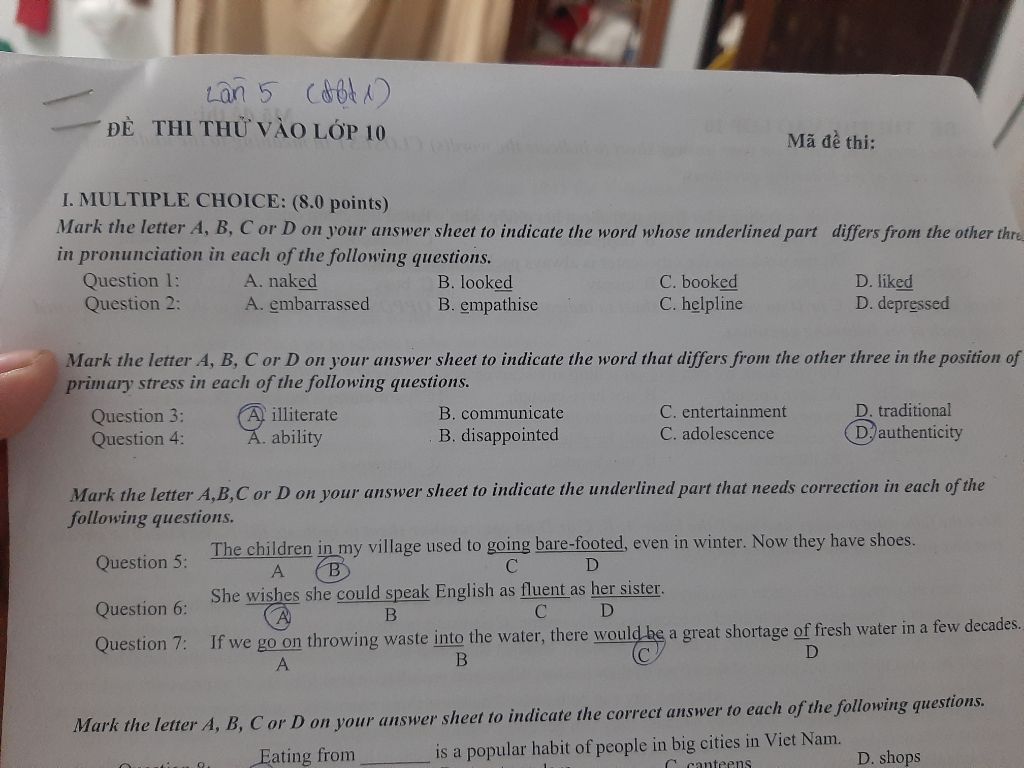 Lần 5 (đợt 1)
ĐỀ THI THỬ VÀO LỚP 10
Mã đề thi:
I. MULTIPLE CHOICE: (8.0 points)
Mark the letter A, B, C or D on your answer sheet to indicate the word whose underlined part differs from the other
in pronunciation in each of the following questions.
Question 1: A. naked B. looked C. booked D. liked
Question 2: A. embarrassed B. empathise C. helpline D. depressed
Mark the letter A, B, C or D on your answer sheet to indicate the word that differs from the other three in the position of
primary stress in each of the following questions.
Question 3: A. illiterate B. communicate C. entertainment D. traditional
Question 4: A. ability B. disappointed C. adolescence D. authenticity
Mark the letter A,B,C or D on your answer sheet to indicate the underlined part that needs correction in each of the
following questions.
Question 5: The children in my village used to going bare-footed, even in winter. Now they have shoes.
A B C D
Question 6: She wishes she could speak English as fluent as her sister.
A B C D
Question 7: If we go on throwing waste into the water, there would be a great shortage of fresh water in a few decades.
A B C D
Mark the letter A, B, C or D on your answer sheet to indicate the correct answer to each of the following questions.
Eating from ______ is a popular habit of people in big cities in Viet Nam.
C. canteens D. shops